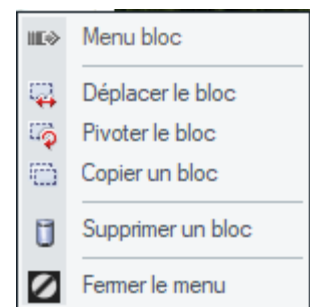 Menu bloc
Déplacer le bloc
Pivoter le bloc
Copier un bloc
Supprimer un bloc
Fermer le menu